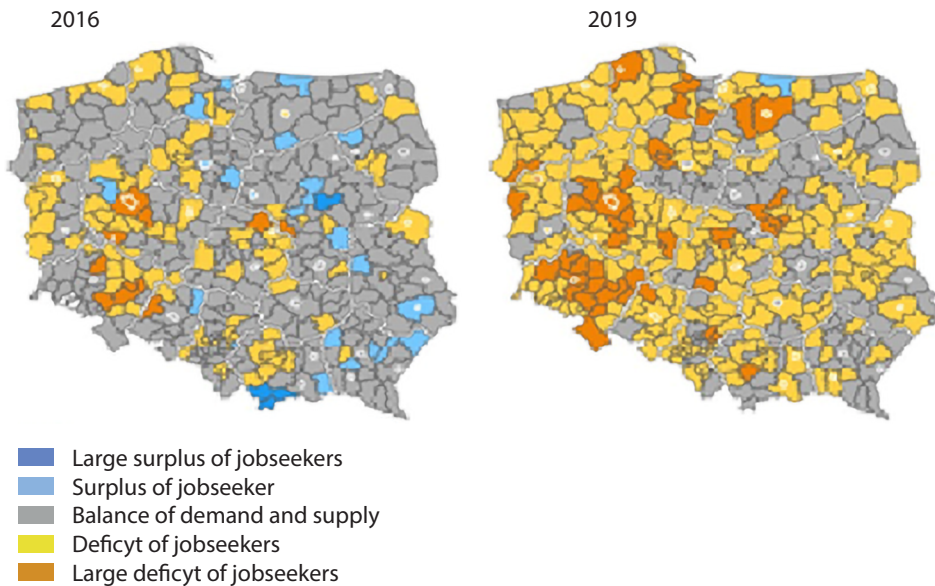 2016
2019
Large surplus of jobseekers
Surplus of jobseeker
Balance of demand and supply
Deficyt of jobseekers
Large deficyt of jobseekers